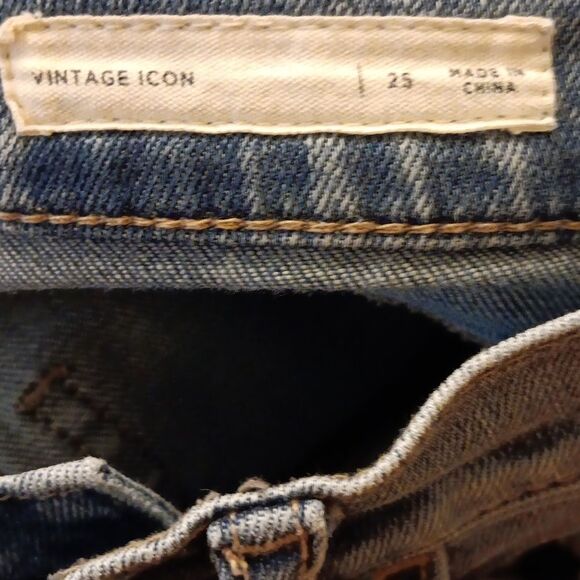 VINTAGE ICON | 25 MADE IN
CHINA